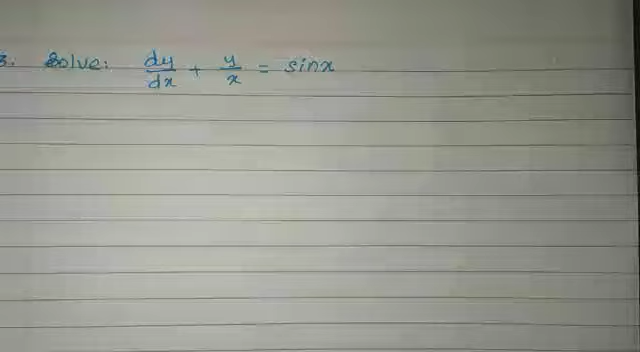 3. Solve: dy/dx + y/x = sinx